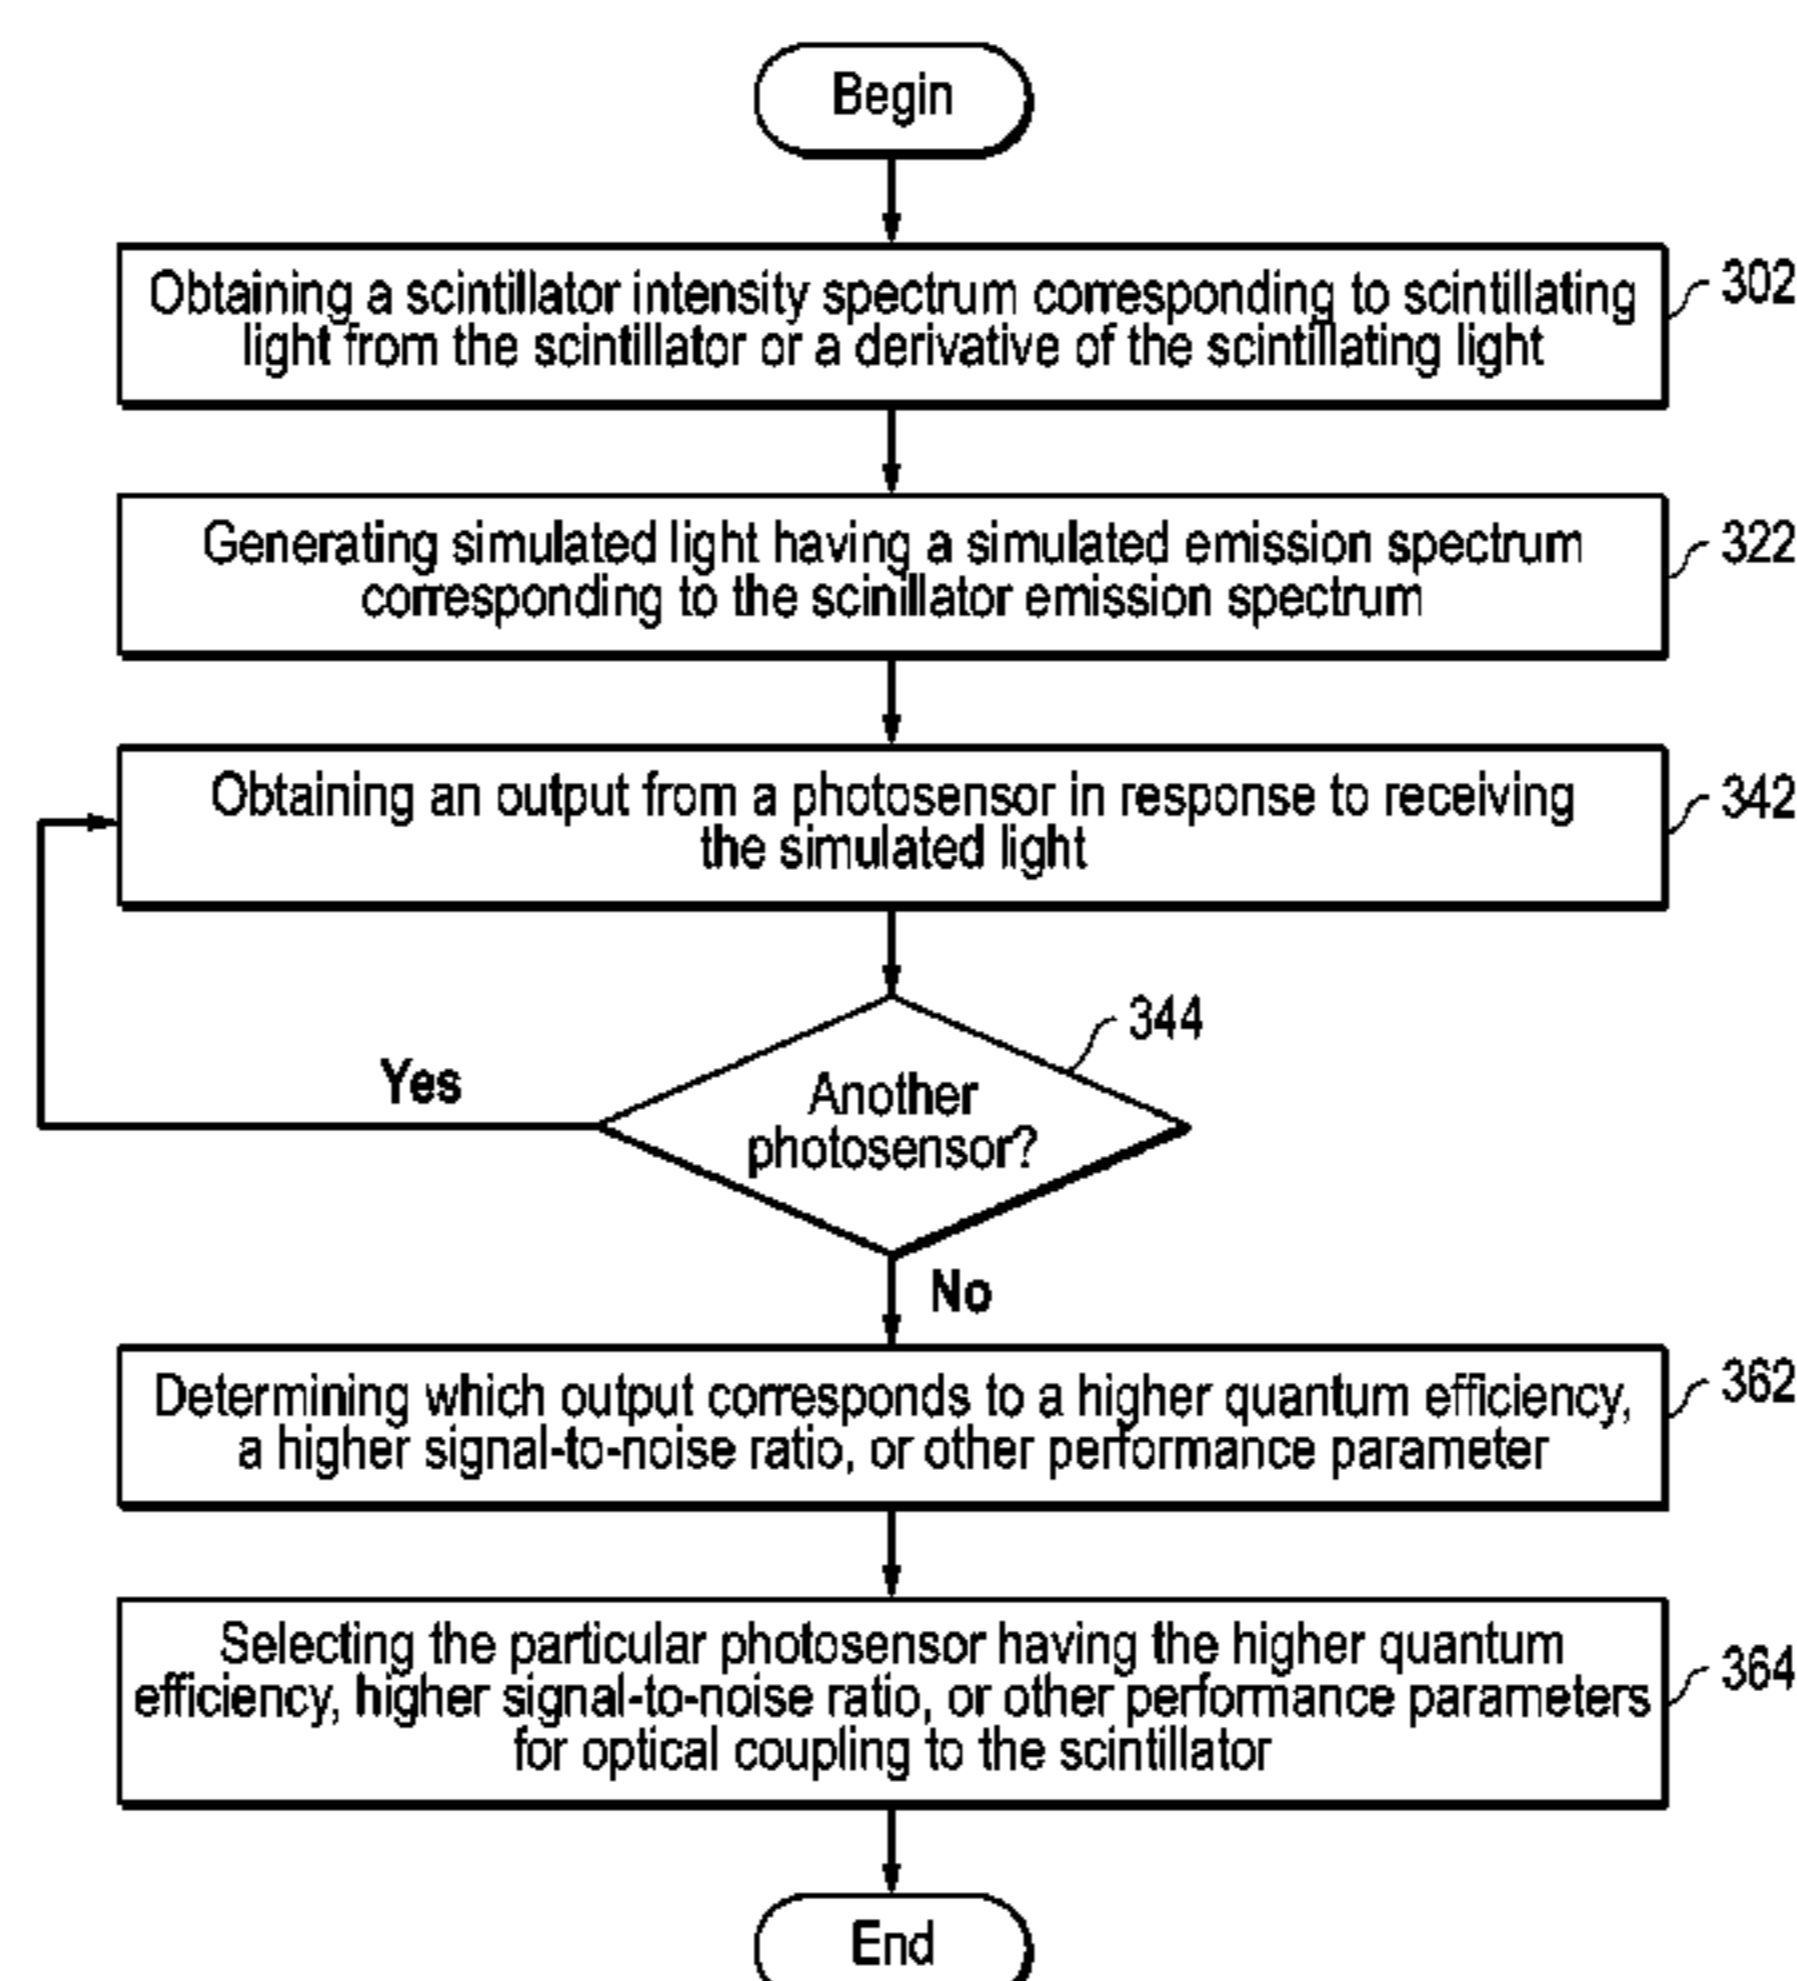 Begin
Obtaining a scintillator intensity spectrum corresponding to scintillating
light from the scintillator or a derivative of the scintillating light
302
Generating simulated light having a simulated emission spectrum
corresponding to the scinillator emission spectrum
322
Obtaining an output from a photosensor in response to receiving
the simulated light
342
344
Another
photosensor?
Yes
No
Determining which output corresponds to a higher quantum efficiency,
a higher signal-to-noise ratio, or other performance parameter
362
Selecting the particular photosensor having the higher quantum
efficiency, higher signal-to-noise ratio, or other performance parameters
for optical coupling to the scintillator
364
End